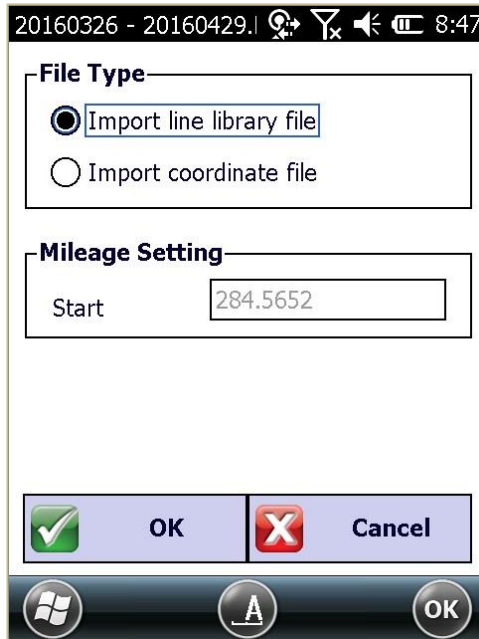 20160326 - 20160429.l 8:47
File Type
Import line library file
Import coordinate file
Mileage Setting
Start 284.5652
OK Cancel
A OK